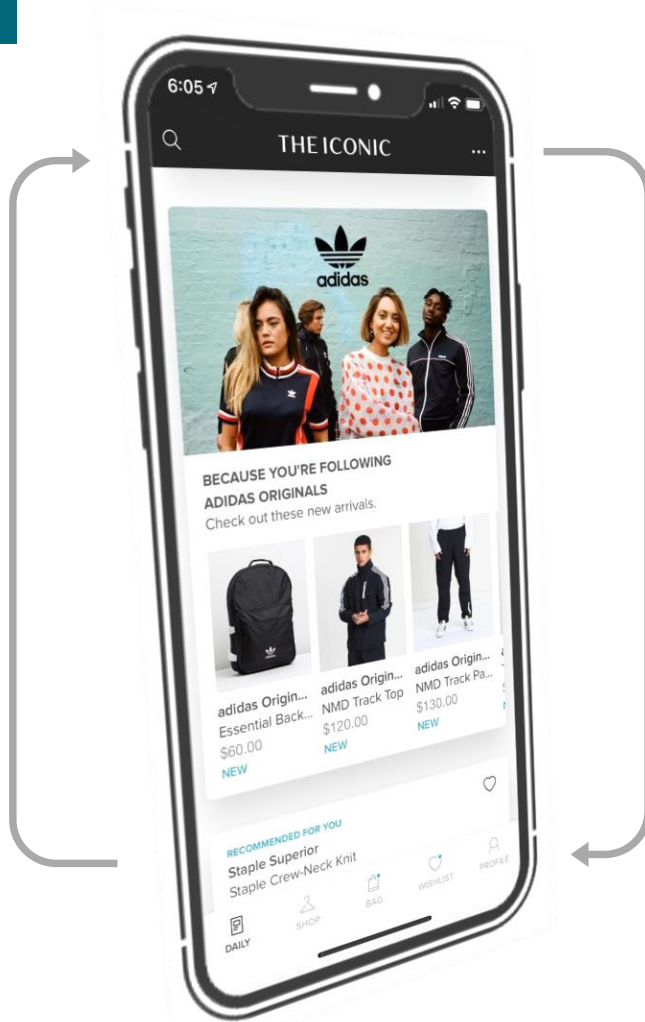 6:05
THE ICONIC
adidas
BECAUSE YOU'RE FOLLOWING
ADIDAS ORIGINALS
Check out these new arrivals.
adidas Origin...
Essential Back...
$60.00
NEW
adidas Origin...
NMD Track Top
$120.00
NEW
adidas Origin...
NMD Track Pa...
$130.00
NEW
RECOMMENDED FOR YOU
Staple Superior
Staple Crew-Neck Knit
DAILY
SHOP
BAG
WISHLIST
PROFILE